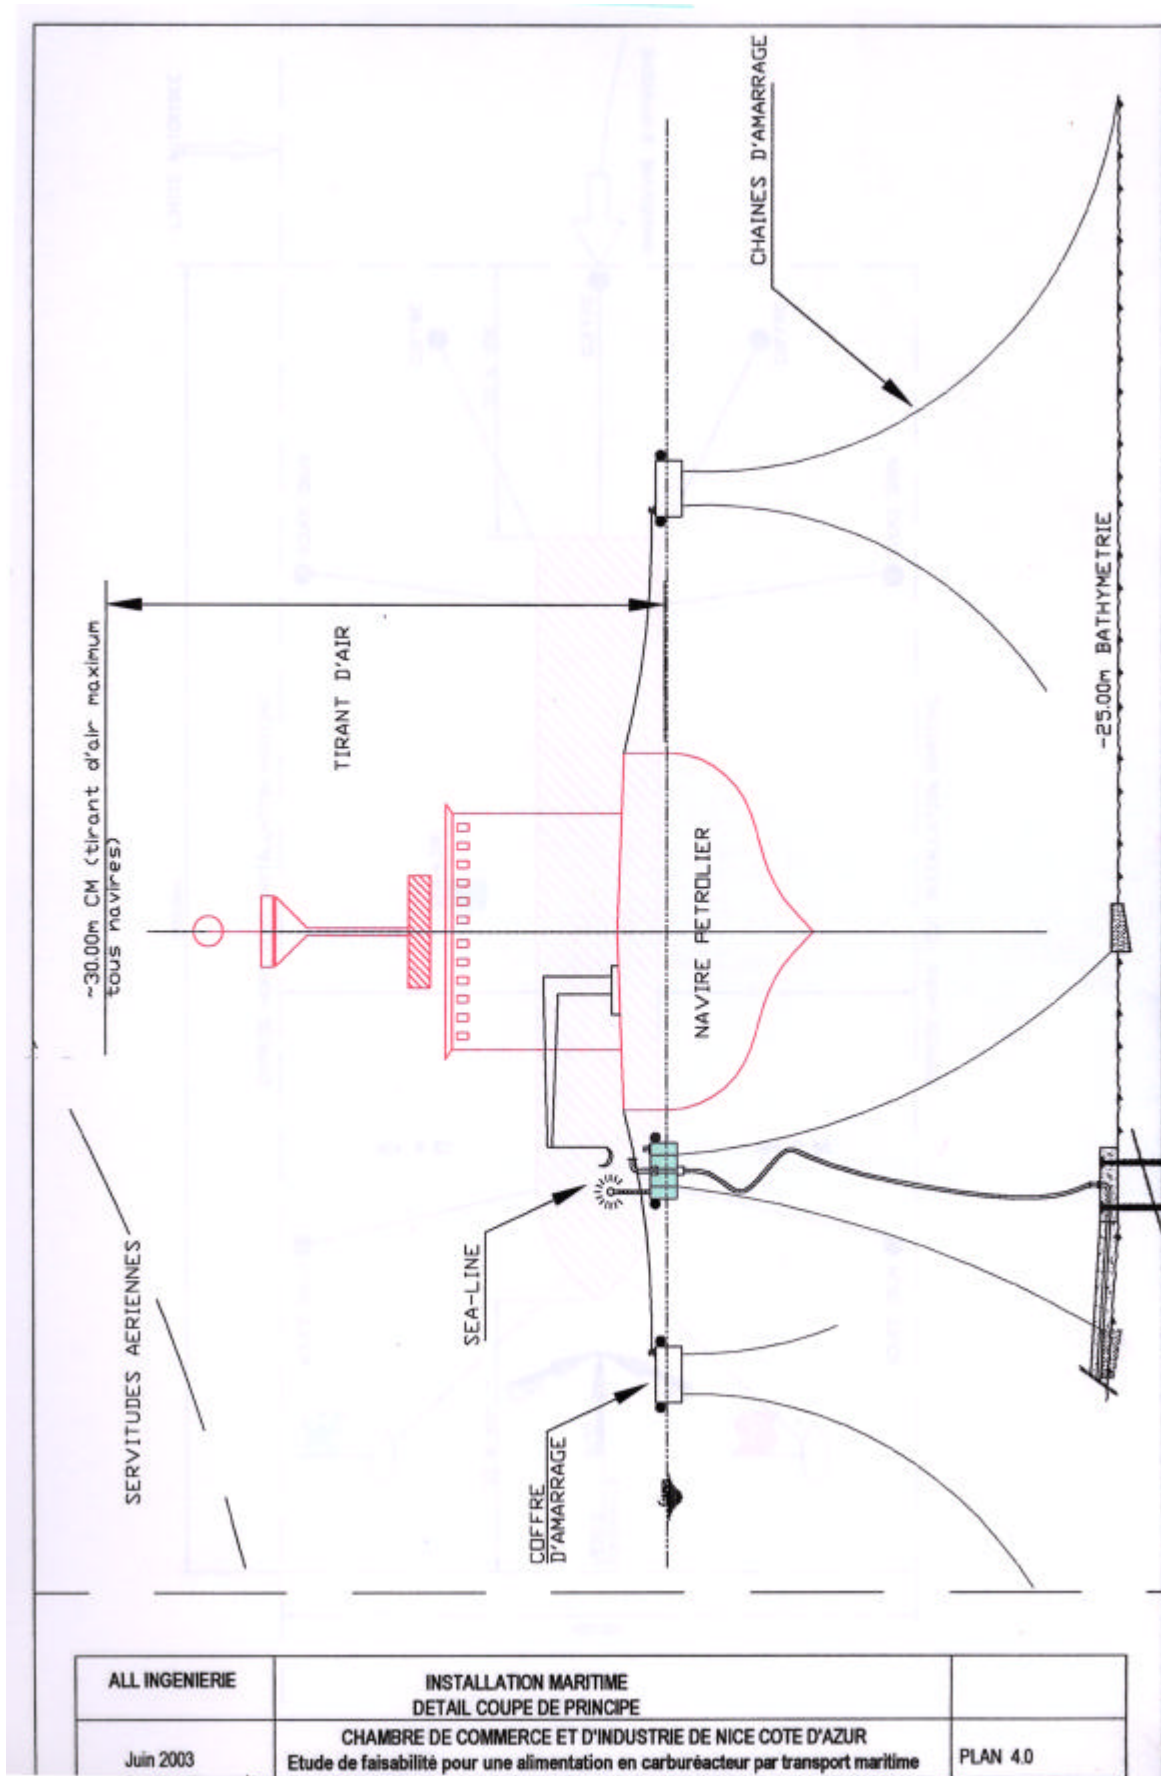 ~30.00m CM (tirant d'air maximum
tous navires)
SERVITUDES AERIENNES
TIRANT D'AIR
CHAINES D'AMARRAGE
SEA-LINE
NAVIRE PETROLIER
COFFRE
D'AMARRAGE
-25.00m BATHYMETRIE
ALL INGENIERIE
INSTALLATION MARITIME
DETAIL COUPE DE PRINCIPE
Juin 2003
CHAMBRE DE COMMERCE ET D'INDUSTRIE DE NICE COTE D'AZUR
Etude de faisabilité pour une alimentation en carburéacteur par transport maritime
PLAN 4.0